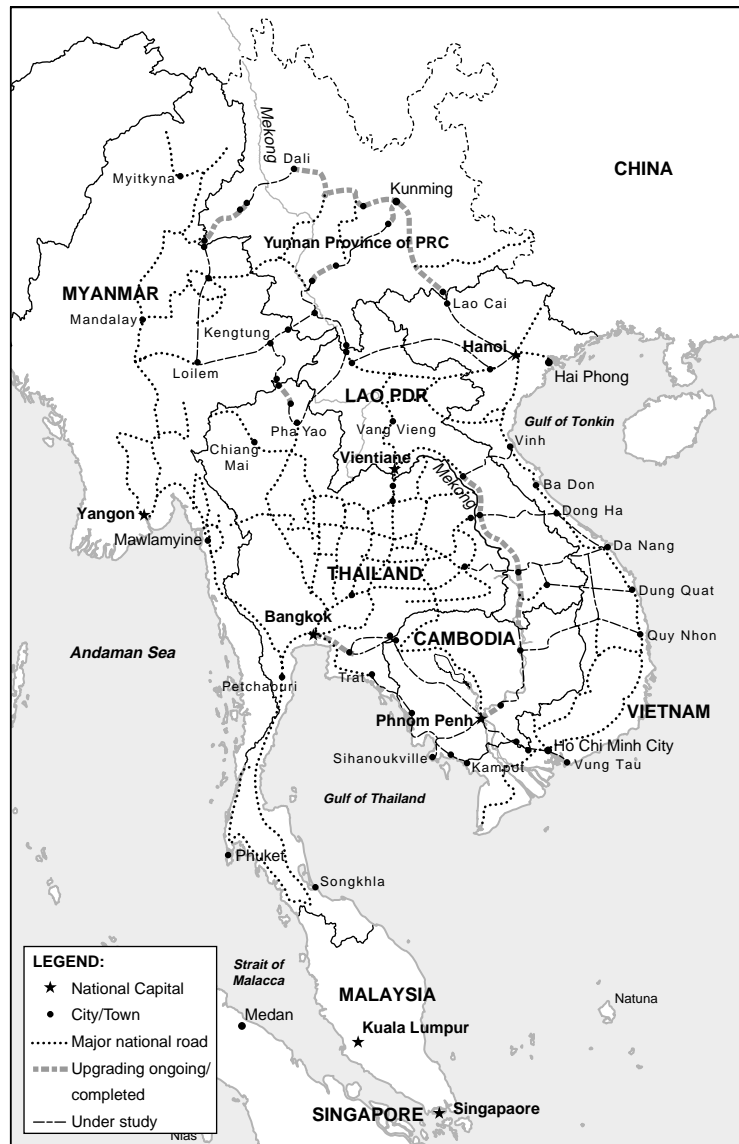 Mekong
Dali
CHINA
Myitkyna
Kunming
Yunnan Province of PRC
MYANMAR
Lao Cai
Mandalay
Kengtung
Hanoi
Loilem
Hai Phong
LAO PDR
Gulf of Tonkin
Pha Yao
Vang Vieng
Chiang
Mai
Vinh
Vientiane
Mekong
Ba Don
Yangon
Dong Ha
Mawlamyine
Da Nang
THAILAND
Dung Quat
Bangkok
CAMBODIA
Quy Nhon
Andaman Sea
Petchaburi
Trat
VIETNAM
Phnom Penh
Ho Chi Minh City
Sihanoukville
Kampot
Vung Tau
Gulf of Thailand
Phuket
Songkhla
LEGEND:
National Capital
City/Town
Major national road
Upgrading ongoing/
completed
Under study
Strait of
Malacca
MALAYSIA
Natuna
Medan
Kuala Lumpur
SINGAPORE
Singapaore
Nias